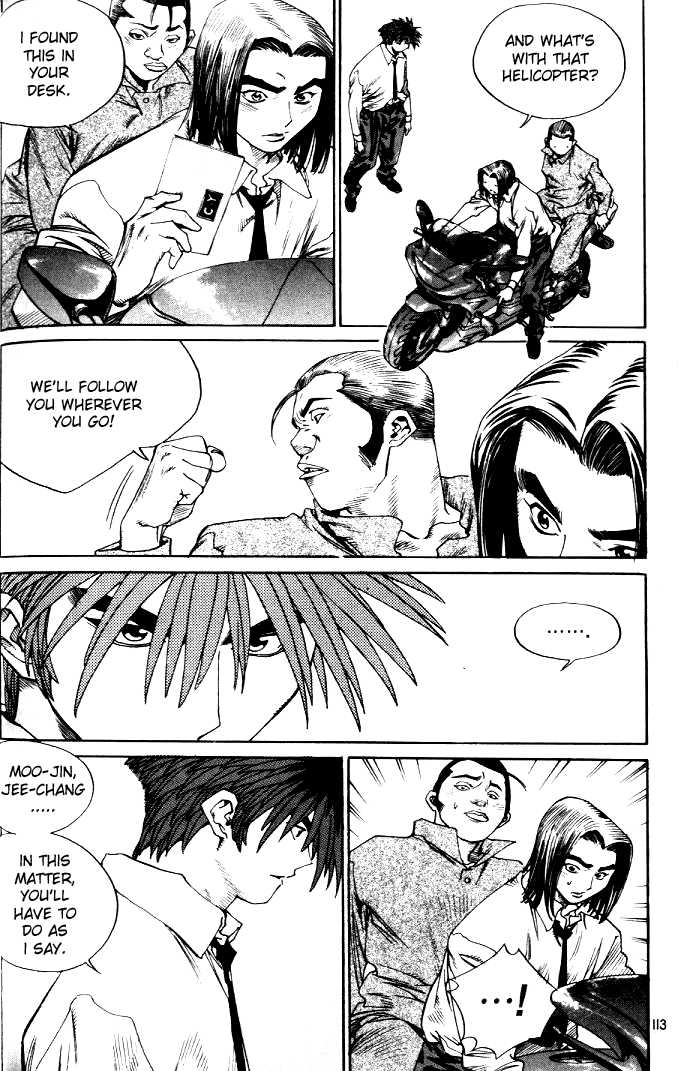 I FOUND
THIS IN
YOUR
DESK.
AND WHAT'S
WITH THAT
HELICOPTER?
WE'LL FOLLOW
YOU WHEREVER
YOU GO!
.......
MOO-JIN,
JEE-CHANG
.....
IN THIS
MATTER,
YOU'LL
HAVE TO
DO AS
I SAY.
...!
113